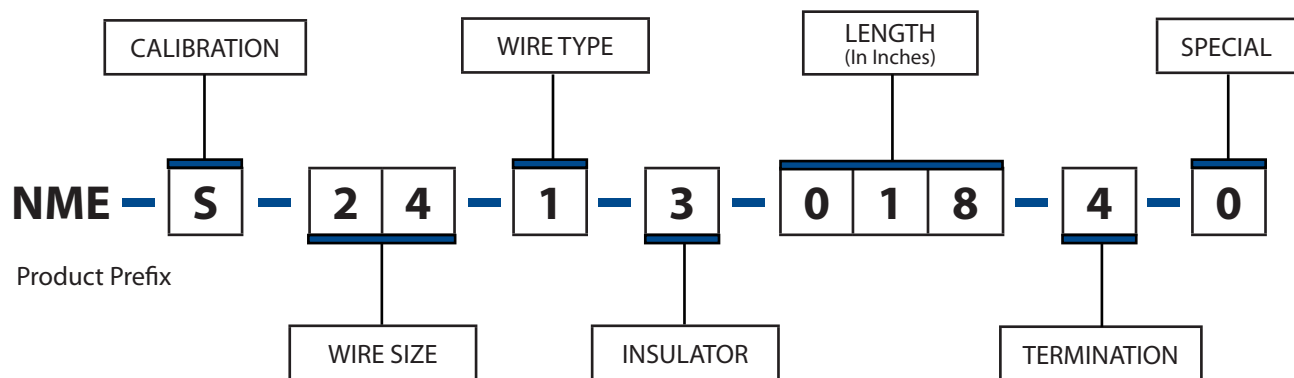 CALIBRATION
WIRE TYPE
LENGTH
(In Inches)
SPECIAL
NME – S – 2 4 – 1 – 3 – 0 1 8 – 4 – 0
Product Prefix
WIRE SIZE
INSULATOR
TERMINATION